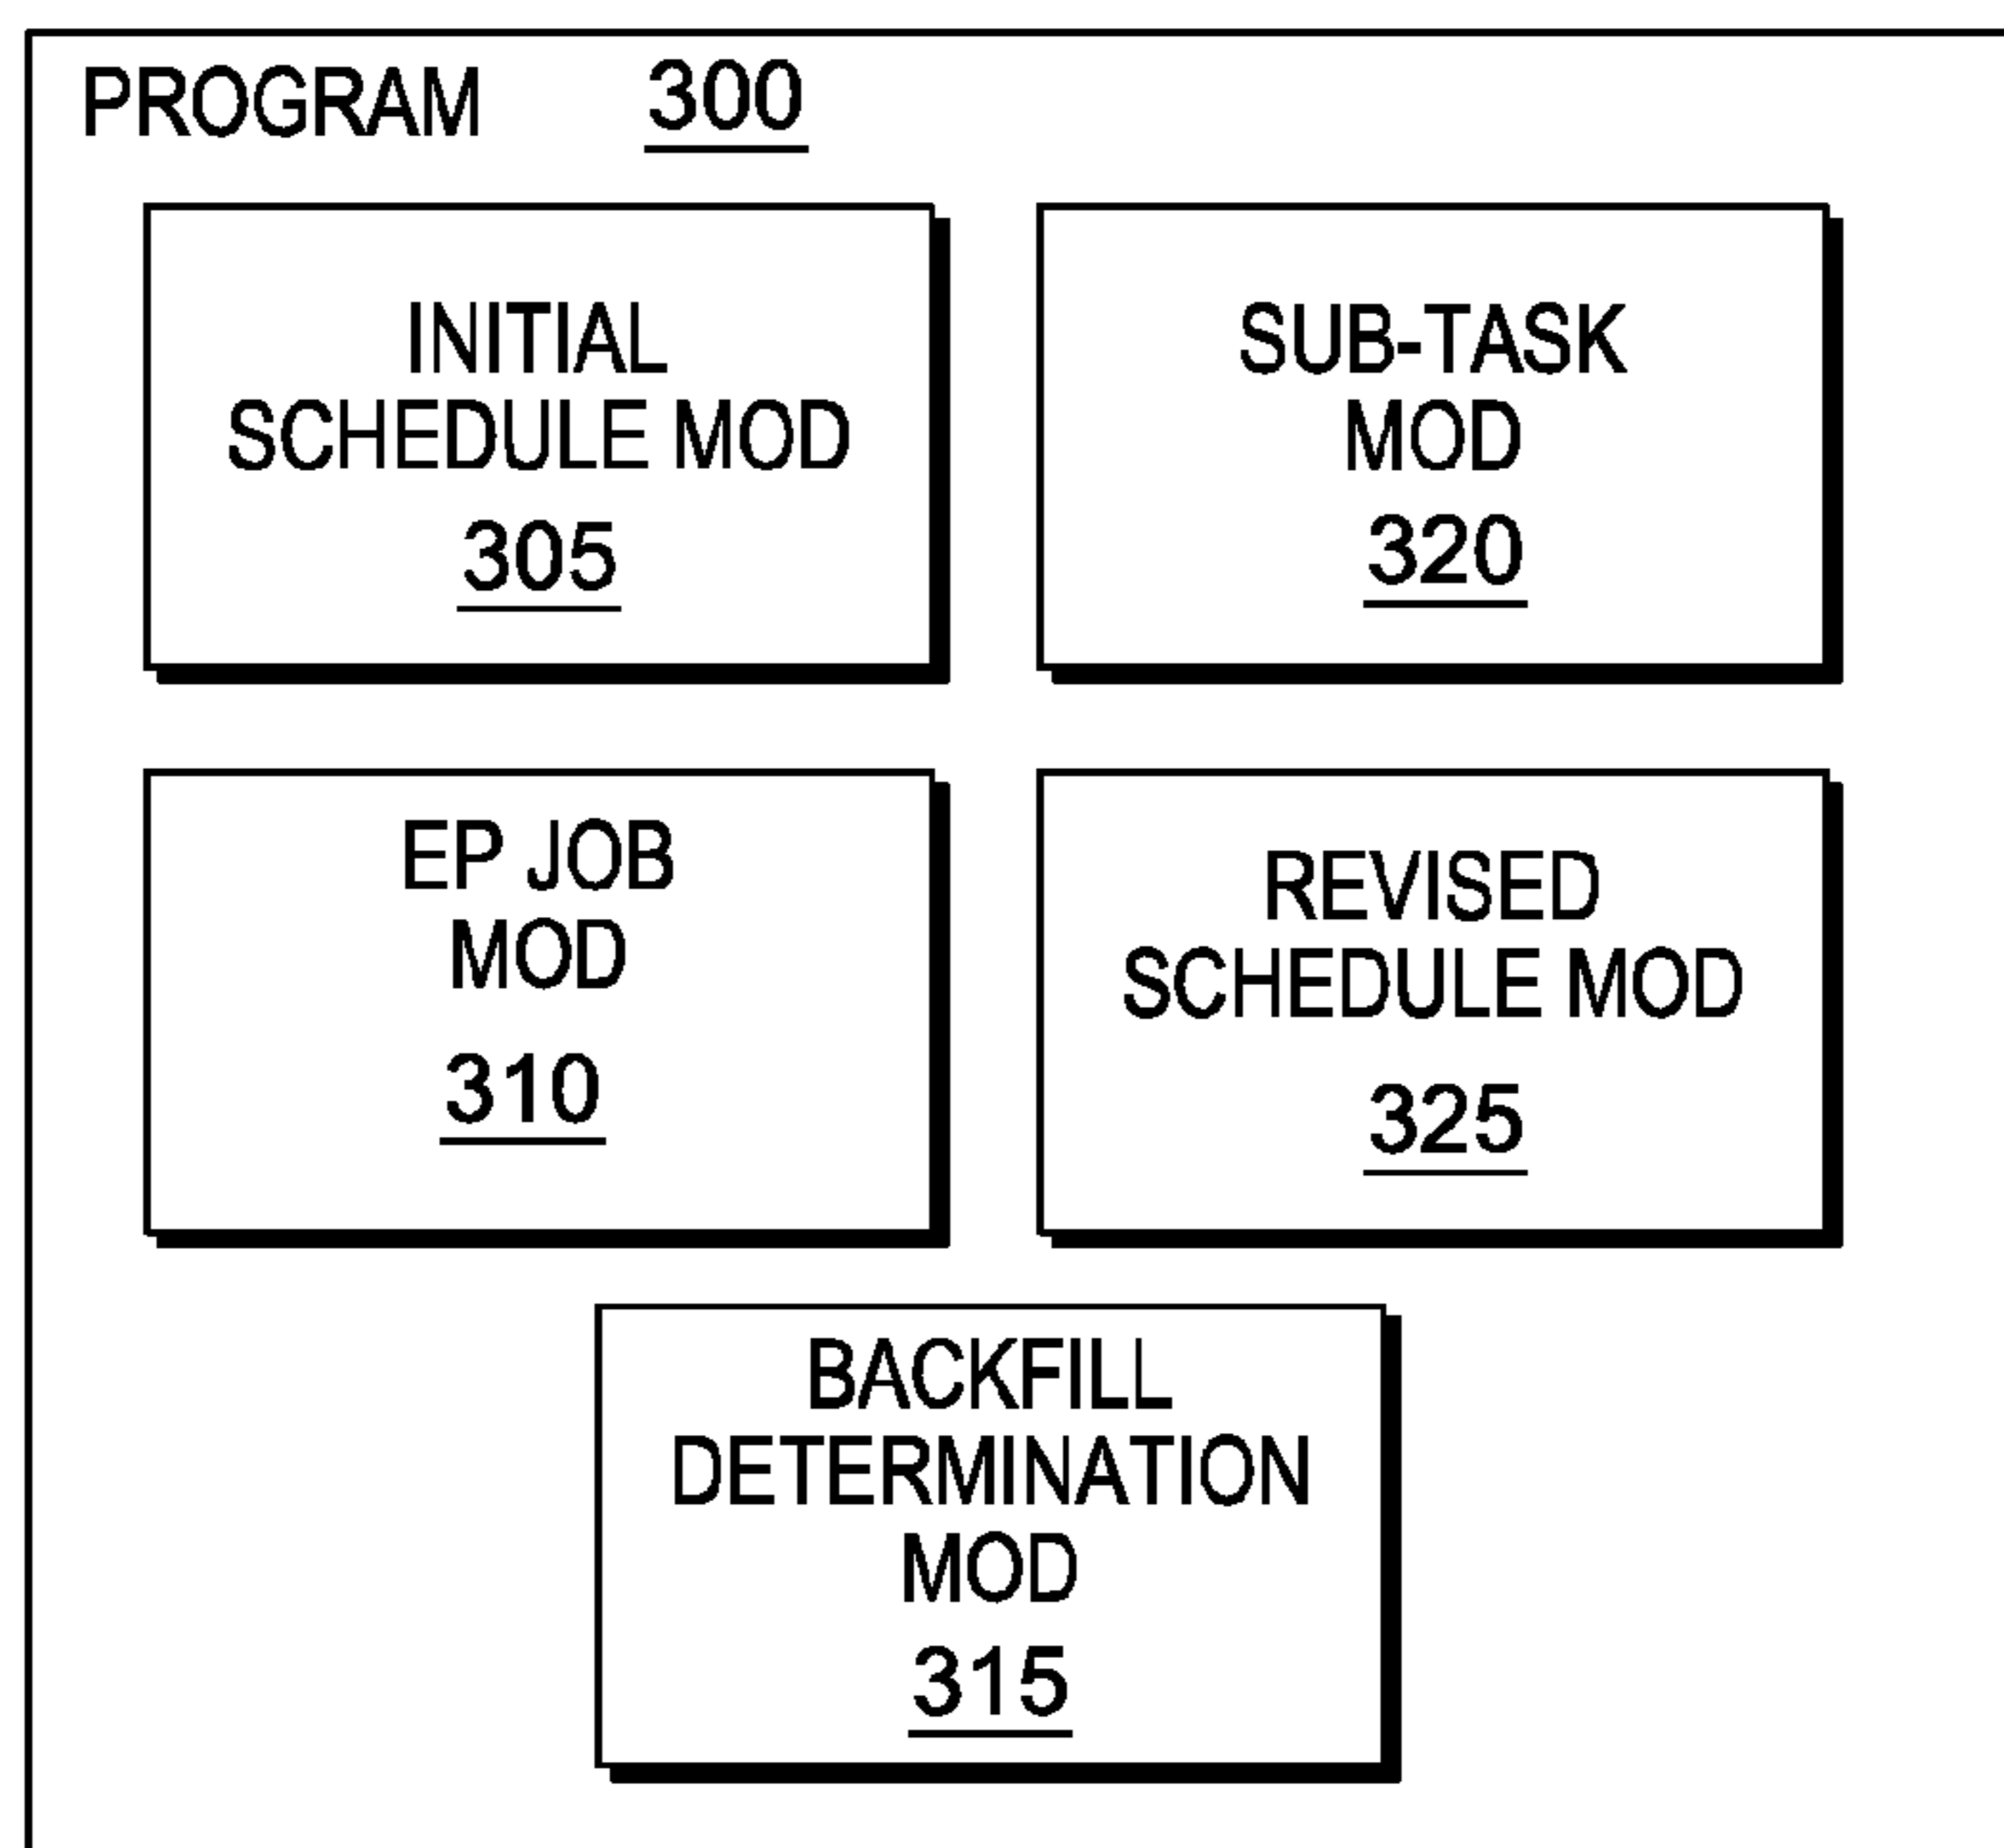 PROGRAM 300
INITIAL
SCHEDULE MOD
305
SUB-TASK
MOD
320
EP JOB
MOD
310
REVISED
SCHEDULE MOD
325
BACKFILL
DETERMINATION
MOD
315